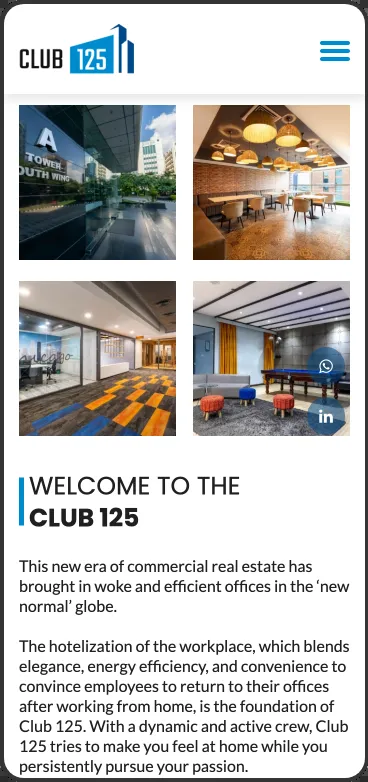 CLUB 125
A
TOWER
OUTH WING
in
WELCOME TO THE
CLUB 125
This new era of commercial real estate has
brought in woke and efficient offices in the ‘new
normal’ globe.
The hotelization of the workplace, which blends
elegance, energy efficiency, and convenience to
convince employees to return to their offices
after working from home, is the foundation of
Club 125. With a dynamic and active crew, Club
125 tries to make you feel at home while you
persistently pursue your passion.